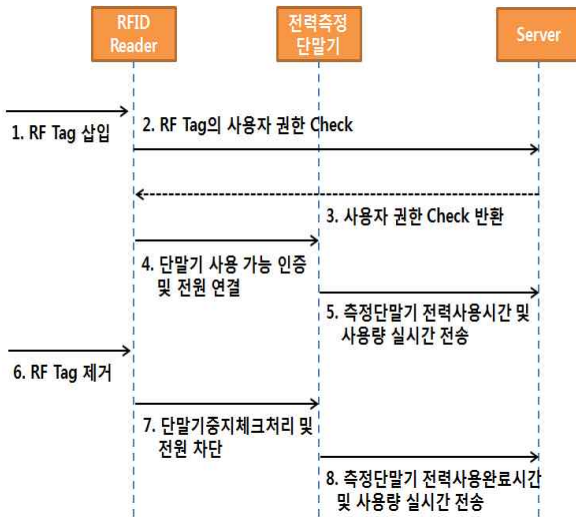 RFID
Reader
전력측정
단말기
Server
1. RF Tag 삽입
2. RF Tag의 사용자 권한 Check
3. 사용자 권한 Check 반환
4. 단말기 사용 가능 인증
및 전원 연결
5. 측정단말기 전력사용시간 및
사용량 실시간 전송
6. RF Tag 제거
7. 단말기중지체크처리 및
전원 차단
8. 측정단말기 전력사용완료시간
및 사용량 실시간 전송